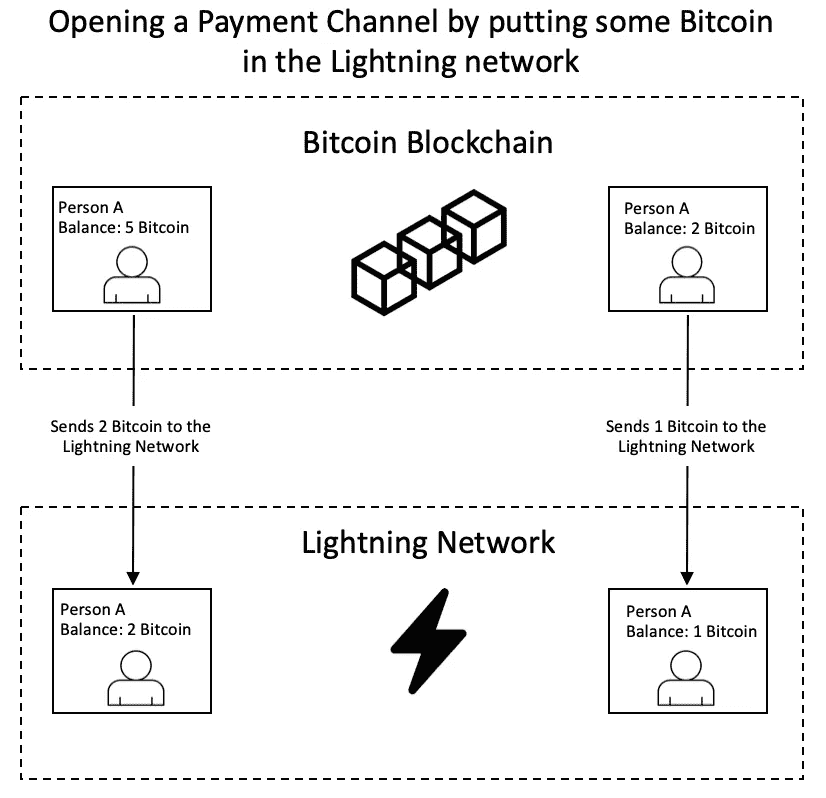 Opening a Payment Channel by putting some Bitcoin
in the Lightning network
Bitcoin Blockchain
Person A
Balance: 5 Bitcoin
Person A
Balance: 2 Bitcoin
Sends 2 Bitcoin to the
Lightning Network
Sends 1 Bitcoin to the
Lightning Network
Lightning Network
Person A
Balance: 2 Bitcoin
Person A
Balance: 1 Bitcoin